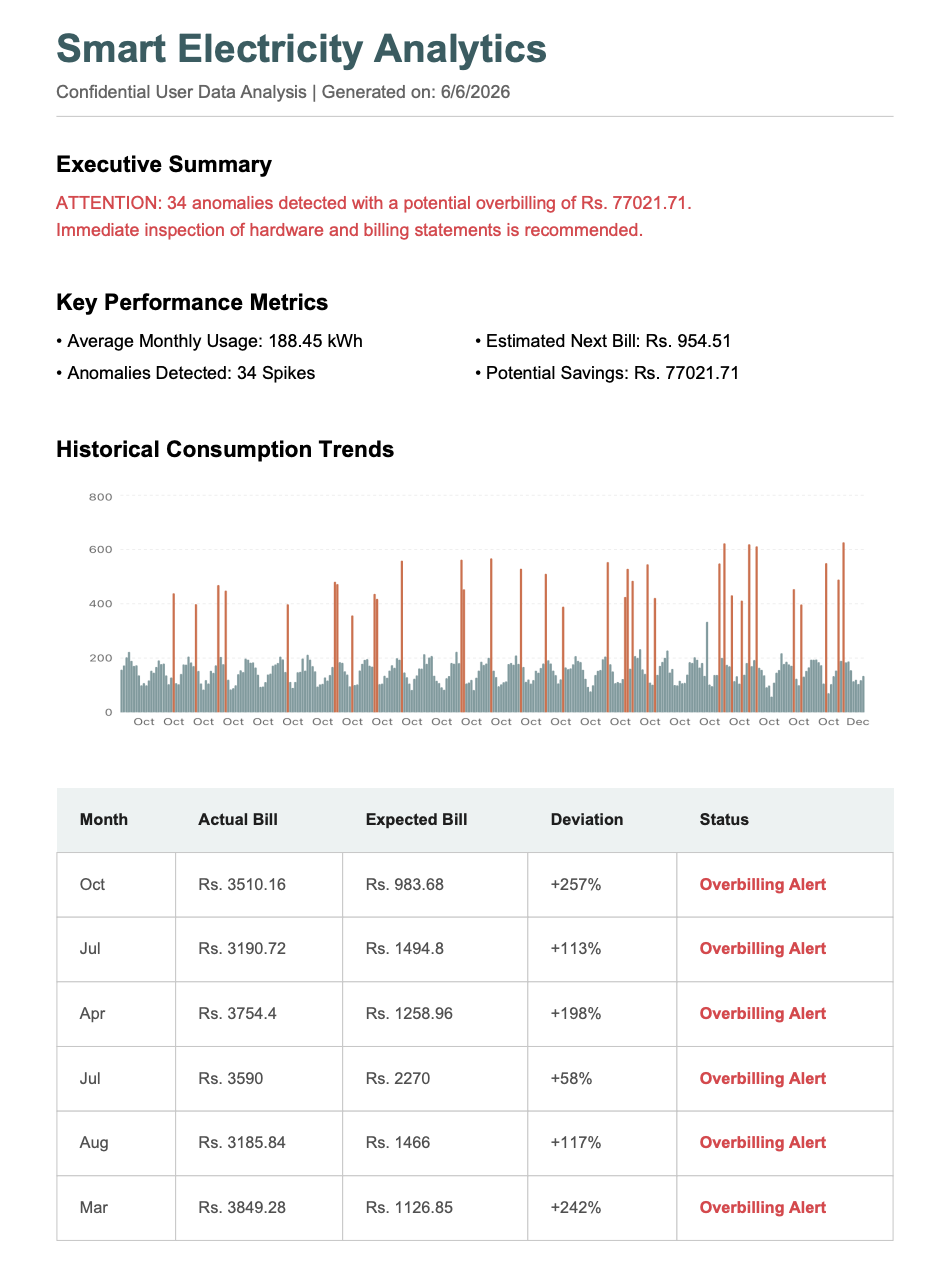 Smart Electricity Analytics
Confidential User Data Analysis | Generated on: 6/6/2026
Executive Summary
ATTENTION: 34 anomalies detected with a potential overbilling of Rs. 77021.71.
Immediate inspection of hardware and billing statements is recommended.
Key Performance Metrics
• Average Monthly Usage: 188.45 kWh
• Estimated Next Bill: Rs. 954.51
• Anomalies Detected: 34 Spikes
• Potential Savings: Rs. 77021.71
Historical Consumption Trends
800
600
400
200
0
Oct Oct Oct Oct Oct Oct Oct Oct Oct Oct Oct Oct Oct Oct Oct Oct Oct Oct Oct Oct Oct Oct Oct Oct Dec
Month Actual Bill Expected Bill Deviation Status
Oct Rs. 3510.16 Rs. 983.68 +257% Overbilling Alert
Jul Rs. 3190.72 Rs. 1494.8 +113% Overbilling Alert
Apr Rs. 3754.4 Rs. 1258.96 +198% Overbilling Alert
Jul Rs. 3590 Rs. 2270 +58% Overbilling Alert
Aug Rs. 3185.84 Rs. 1466 +117% Overbilling Alert
Mar Rs. 3849.28 Rs. 1126.85 +242% Overbilling Alert